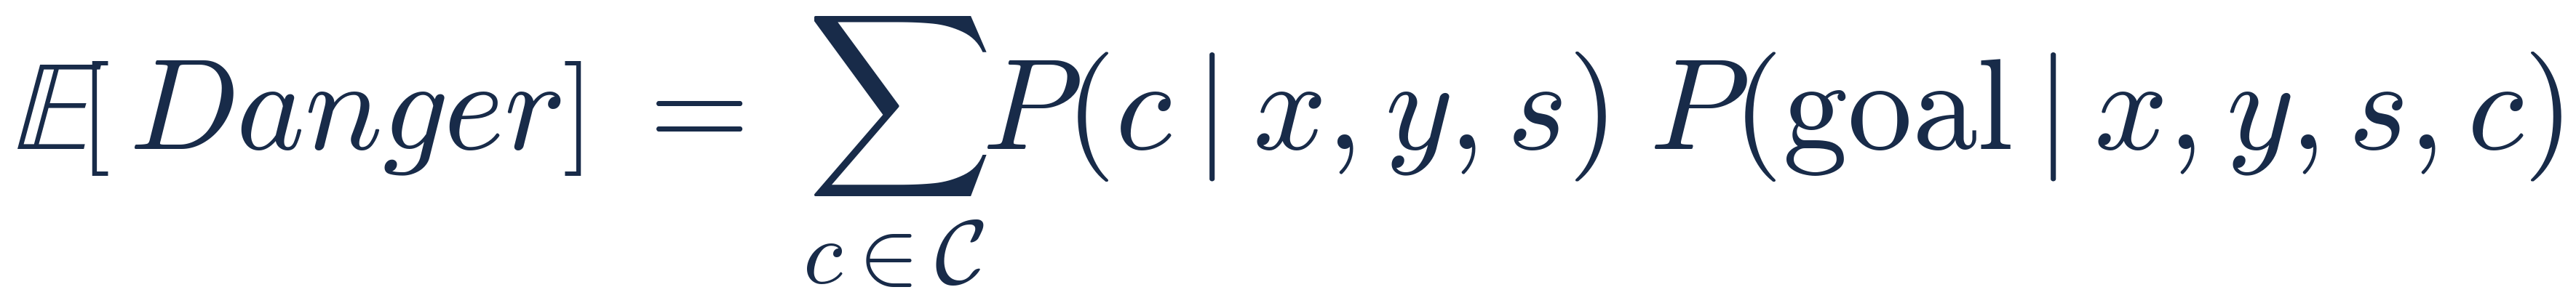 𝔼[Danger] = ∑ P(c | x, y, s) P(goal | x, y, s, c)
c ∈ 𝒞